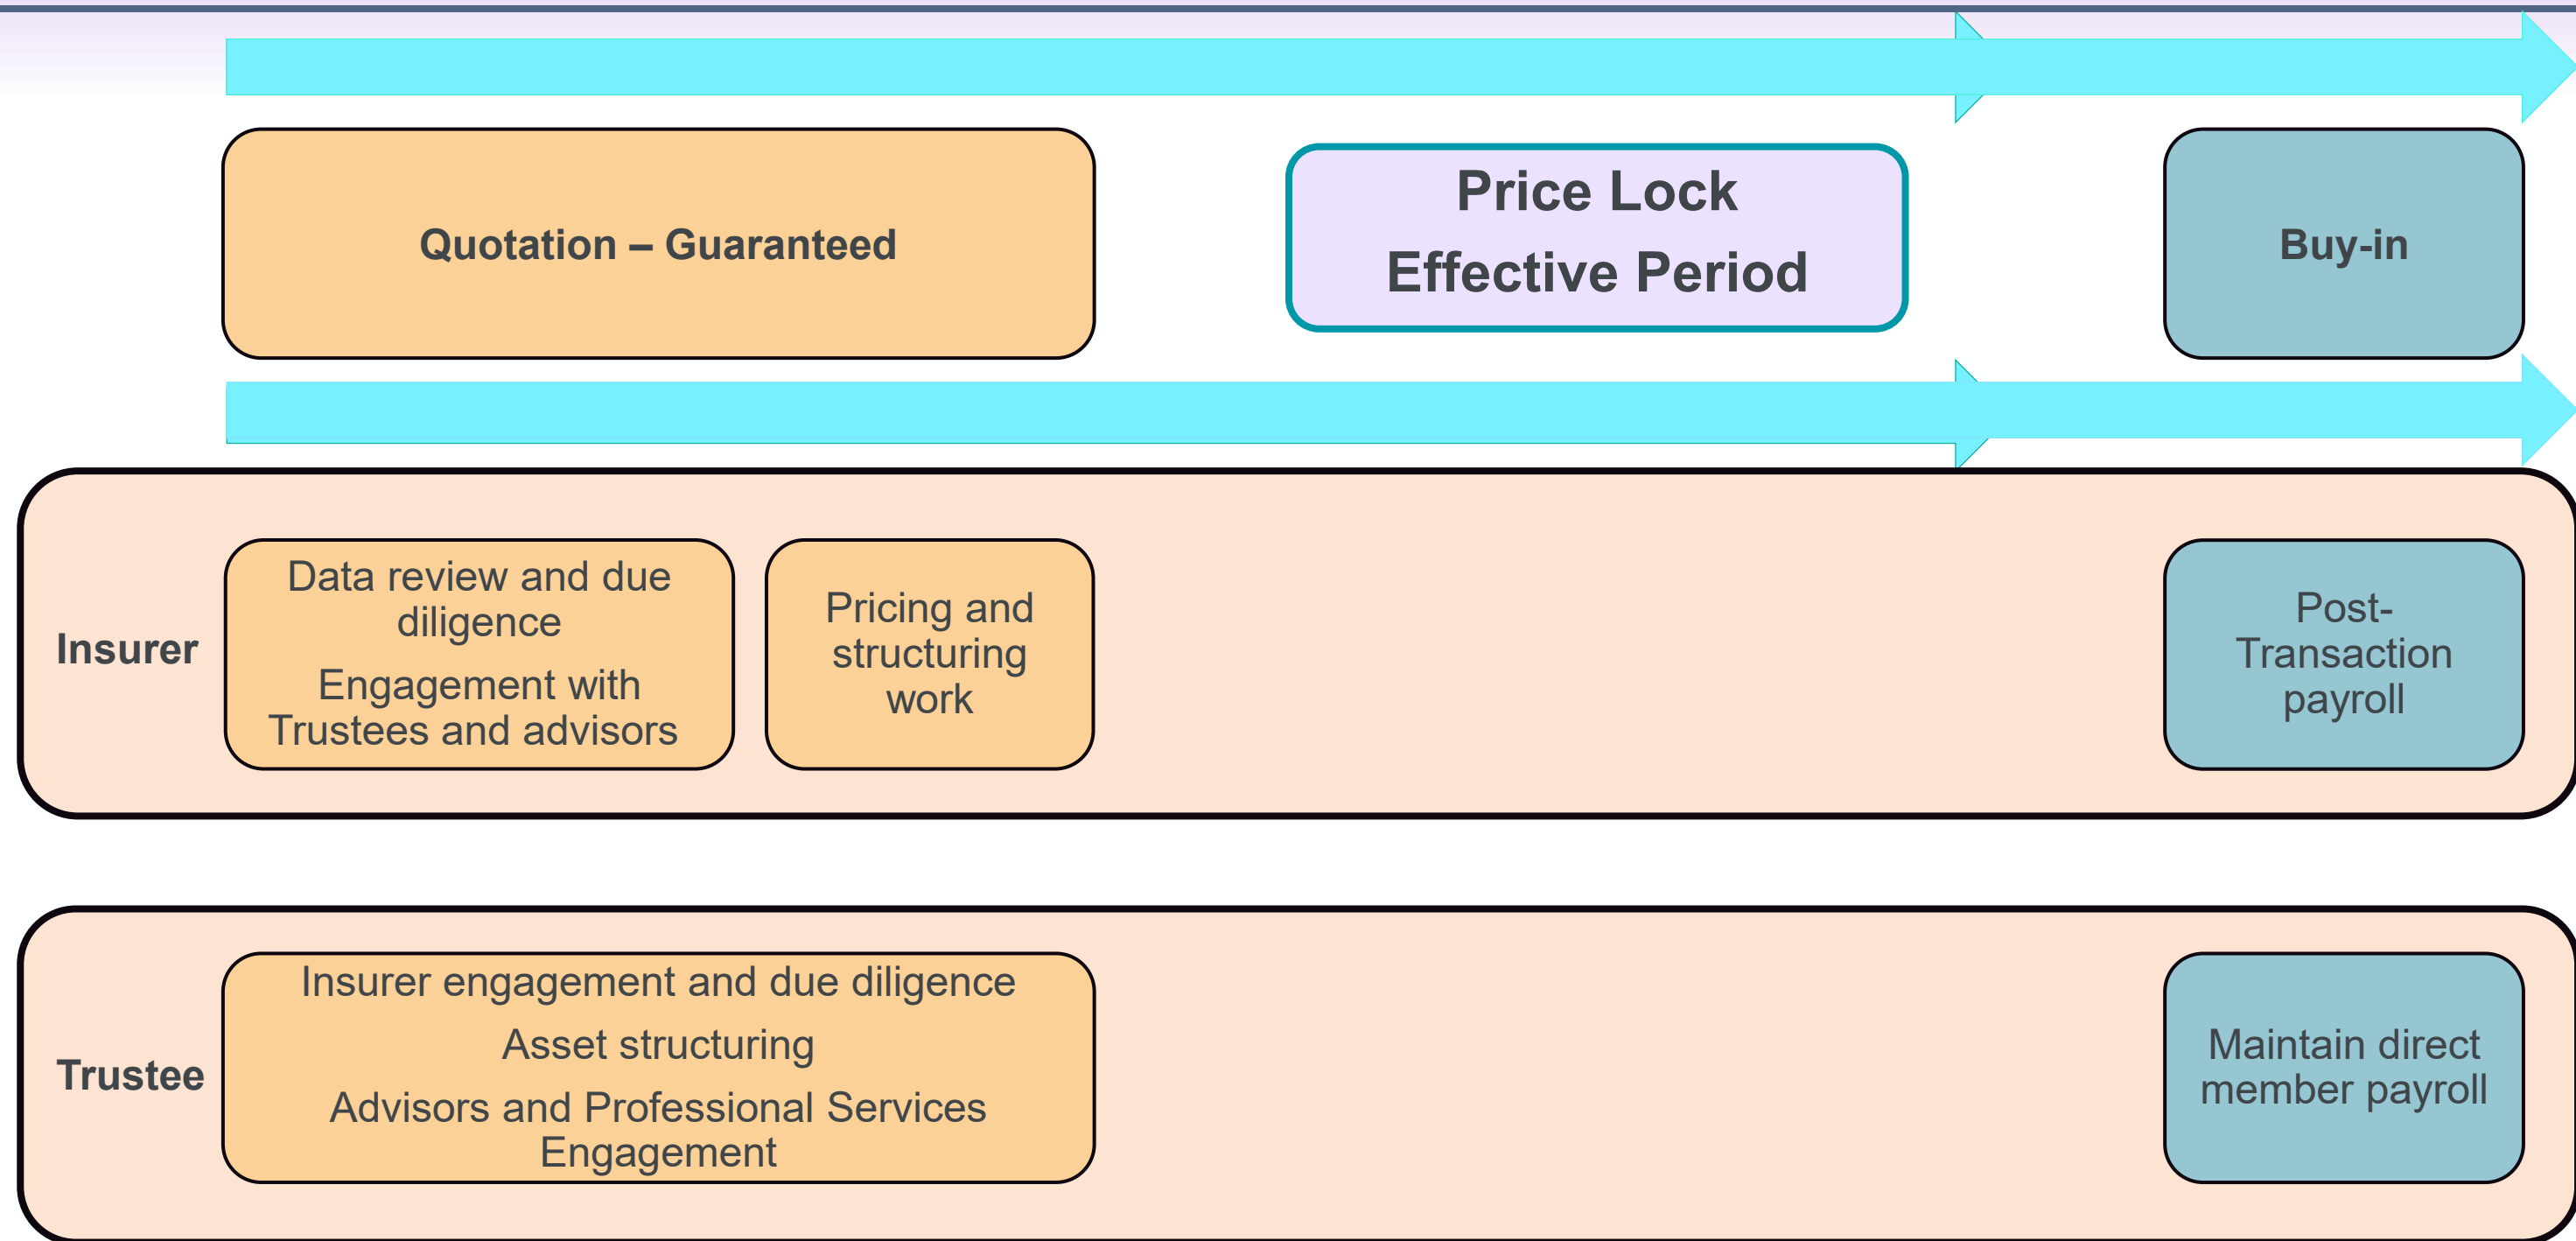 Quotation – Guaranteed
Price Lock
Effective Period
Buy-in
Insurer
Data review and due
diligence
Engagement with
Trustees and advisors
Pricing and
structuring
work
Post-
Transaction
payroll
Trustee
Insurer engagement and due diligence
Asset structuring
Advisors and Professional Services
Engagement
Maintain direct
member payroll